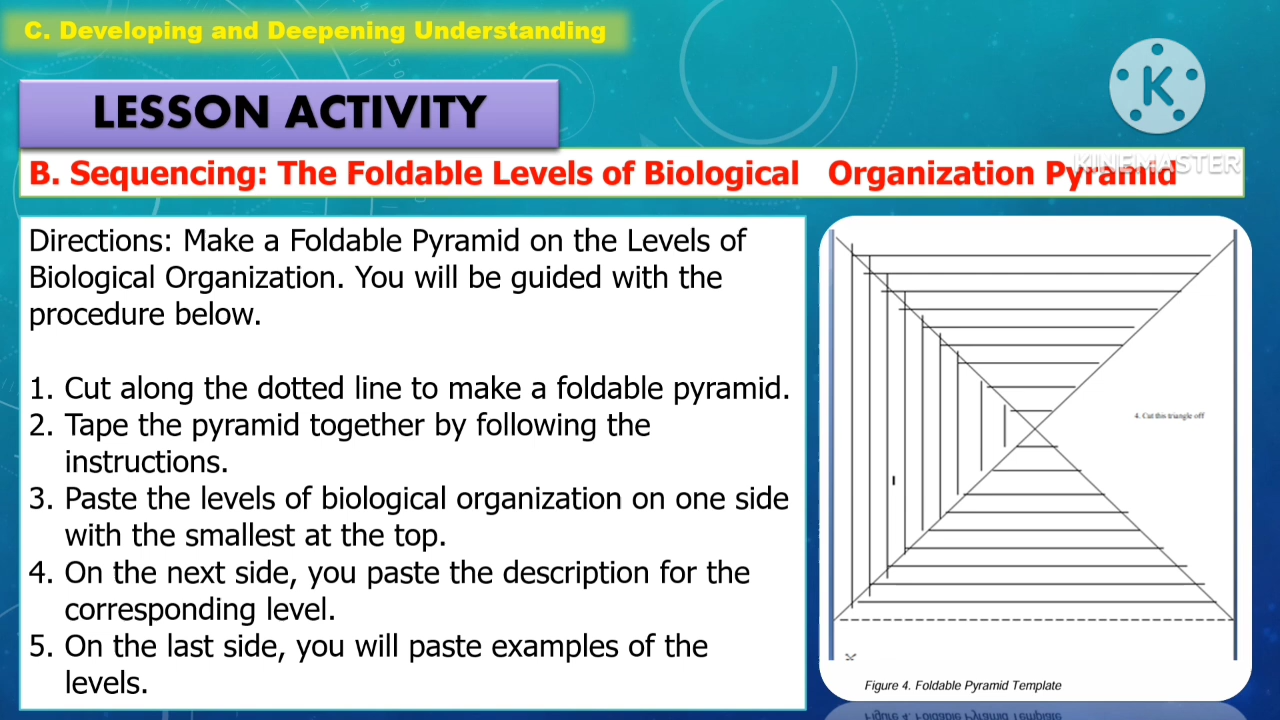 C. Developing and Deepening Understanding
LESSON ACTIVITY
K
KINEMASTER
B. Sequencing: The Foldable Levels of Biological Organization Pyramid
Directions: Make a Foldable Pyramid on the Levels of
Biological Organization. You will be guided with the
procedure below.
1. Cut along the dotted line to make a foldable pyramid.
2. Tape the pyramid together by following the
instructions.
3. Paste the levels of biological organization on one side
with the smallest at the top.
4. On the next side, you paste the description for the
corresponding level.
5. On the last side, you will paste examples of the
levels.
4. Cut this triangle off
Figure 4. Foldable Pyramid Template